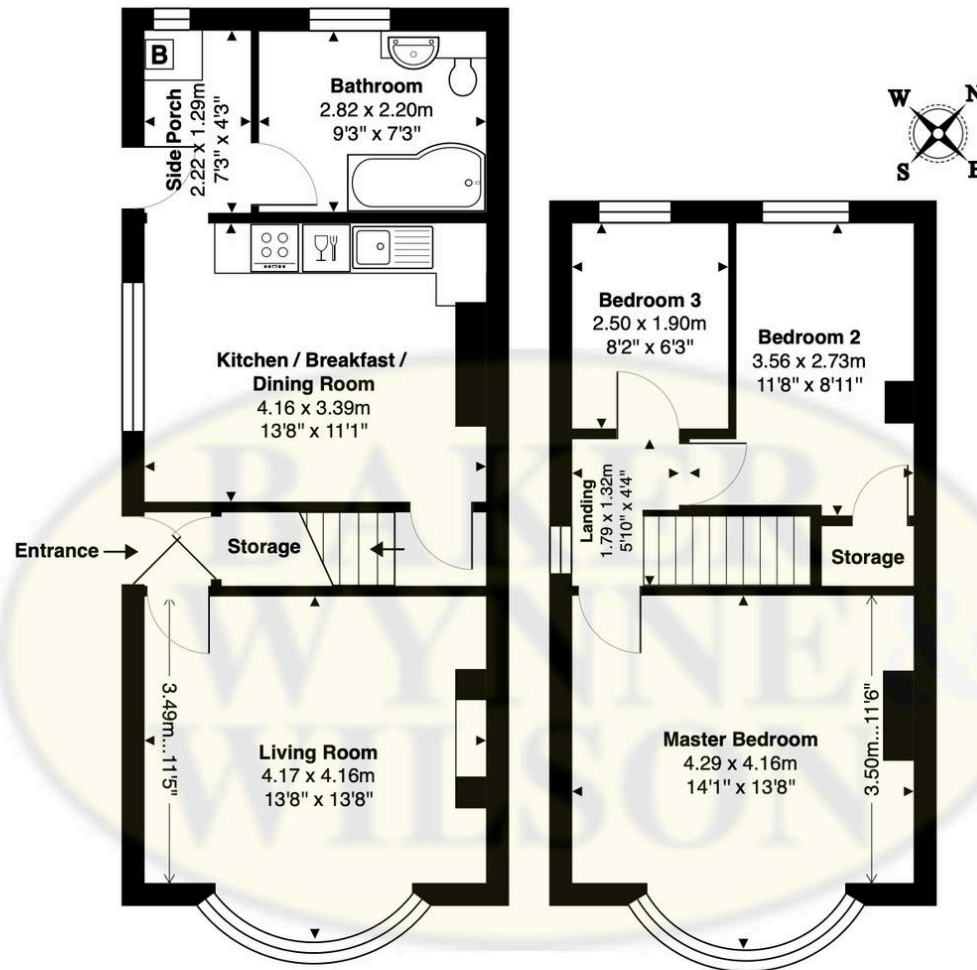 B
Side Porch
2.22 x 1.29m
7'3" x 4'3"
Bathroom
2.82 x 2.20m
9'3" x 7'3"
W
N
S
E
Kitchen / Breakfast /
Dining Room
4.16 x 3.39m
13'8" x 11'1"
Bedroom 3
2.50 x 1.90m
8'2" x 6'3"
Bedroom 2
3.56 x 2.73m
11'8" x 8'11"
Landing
1.79 x 1.32m
5'10" x 4'4"
Entrance
Storage
Storage
3.49m...11'5"
Living Room
4.17 x 4.16m
13'8" x 13'8"
Master Bedroom
4.29 x 4.16m
14'1" x 13'8"
3.50m...11'6"
BAKER
WYNNE &
WILSON